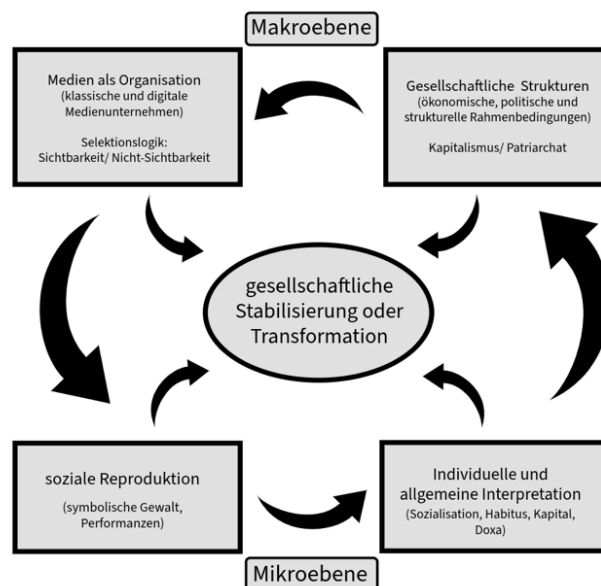 Makroebene
Medien als Organisation
(klassische und digitale
Medienunternehmen)
Selektionslogik:
Sichtbarkeit/ Nicht-Sichtbarkeit
Gesellschaftliche Strukturen
(ökonomische, politische und
strukturelle Rahmenbedingungen)
Kapitalismus/ Patriarchat
gesellschaftliche
Stabilisierung oder
Transformation
soziale Reproduktion
(symbolische Gewalt,
Performanzen)
Individuelle und
allgemeine Interpretation
(Sozialisation, Habitus, Kapital,
Doxa)
Mikroebene